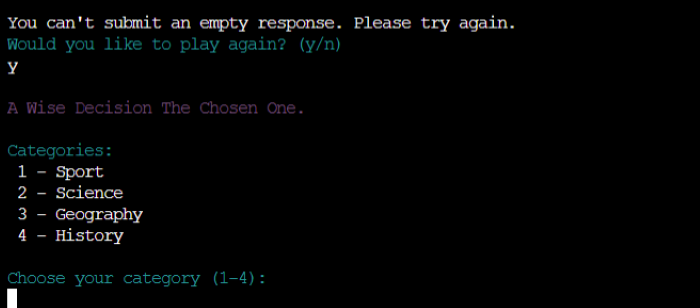 You can't submit an empty response. Please try again.
Would you like to play again? (y/n)
y
A Wise Decision The Chosen One.
Categories:
1 - Sport
2 - Science
3 - Geography
4 - History
Choose your category (1-4):